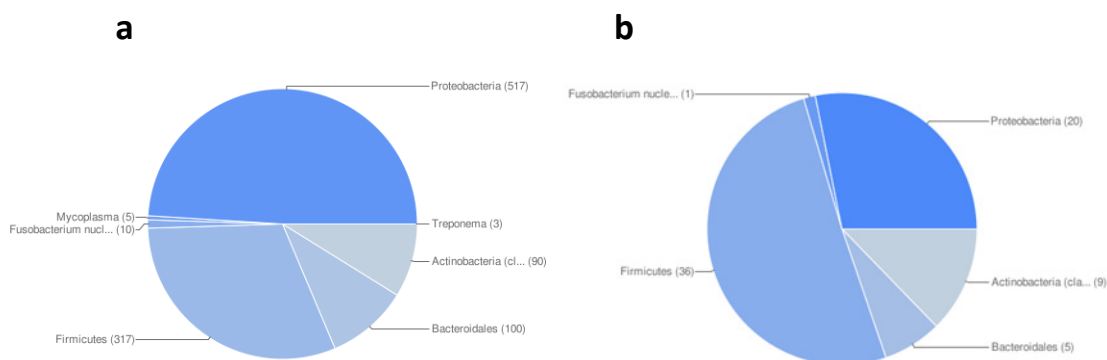 a
Proteobacteria (517)
Mycoplasma (5)
Fusobacterium nucl... (10)
Treponema (3)
Actinobacteria (cl... (90)
Bacteroidales (100)
Firmicutes (317)
b
Fusobacterium nucle... (1)
Proteobacteria (20)
Firmicutes (36)
Actinobacteria (cla... (9)
Bacteroidales (5)